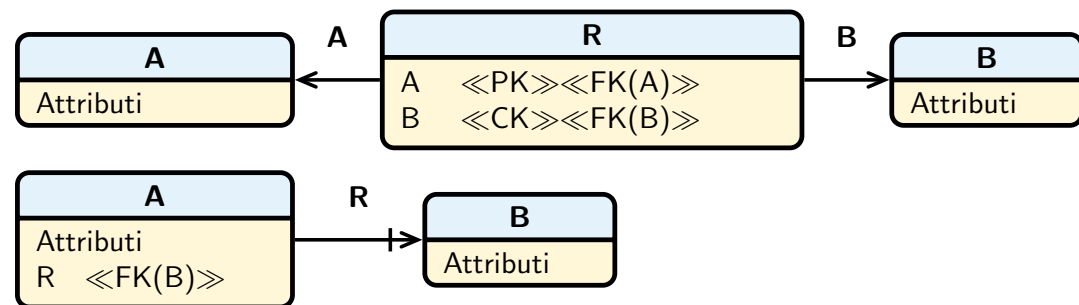 A
Attributi
A
R
A ≪PK≫≪FK(A)≫
B ≪CK≫≪FK(B)≫
B
B
Attributi
A
Attributi
R ≪FK(B)≫
R
B
Attributi